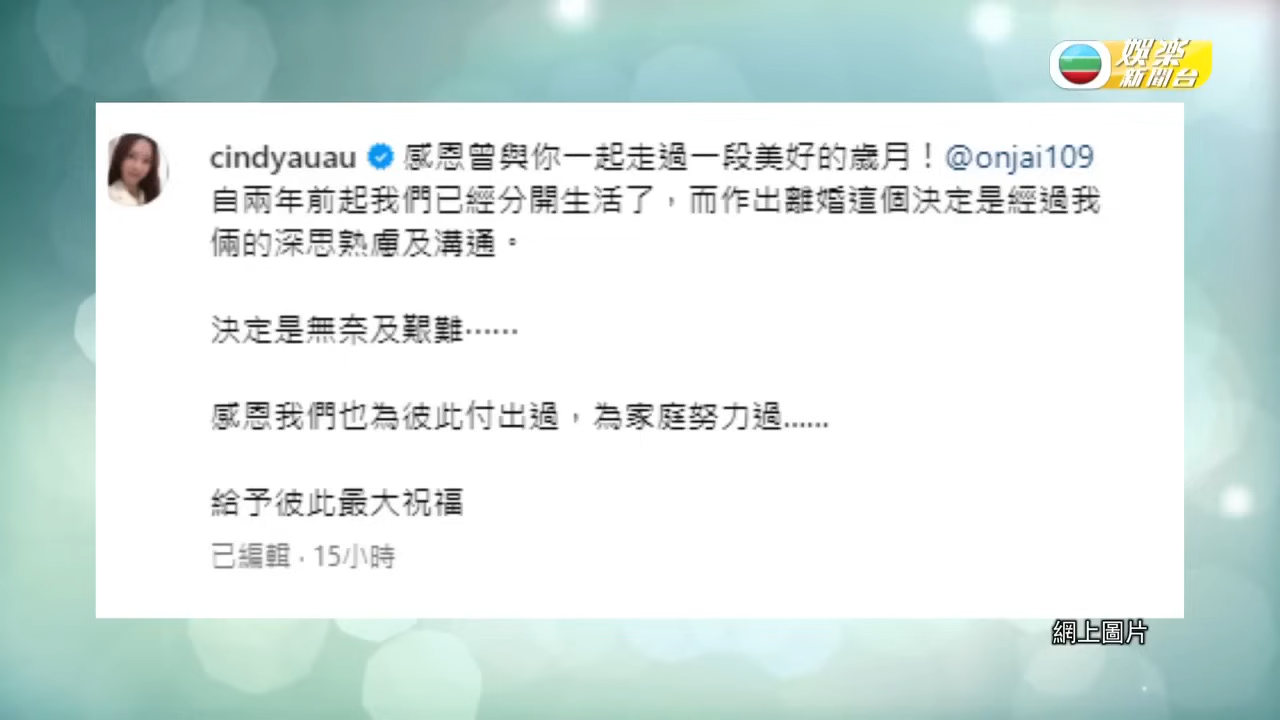 娛樂
新聞台
cindyauau 感恩曾與你一起走過一段美好的歲月！@onjai109
自兩年前起我們已經分開生活了，而作出離婚這個決定是經過我
倆的深思熟慮及溝通。
決定是無奈及艱難⋯⋯
感恩我們也為彼此付出過，為家庭努力過......
給予彼此最大祝福
已編輯 · 15小時
網上圖片